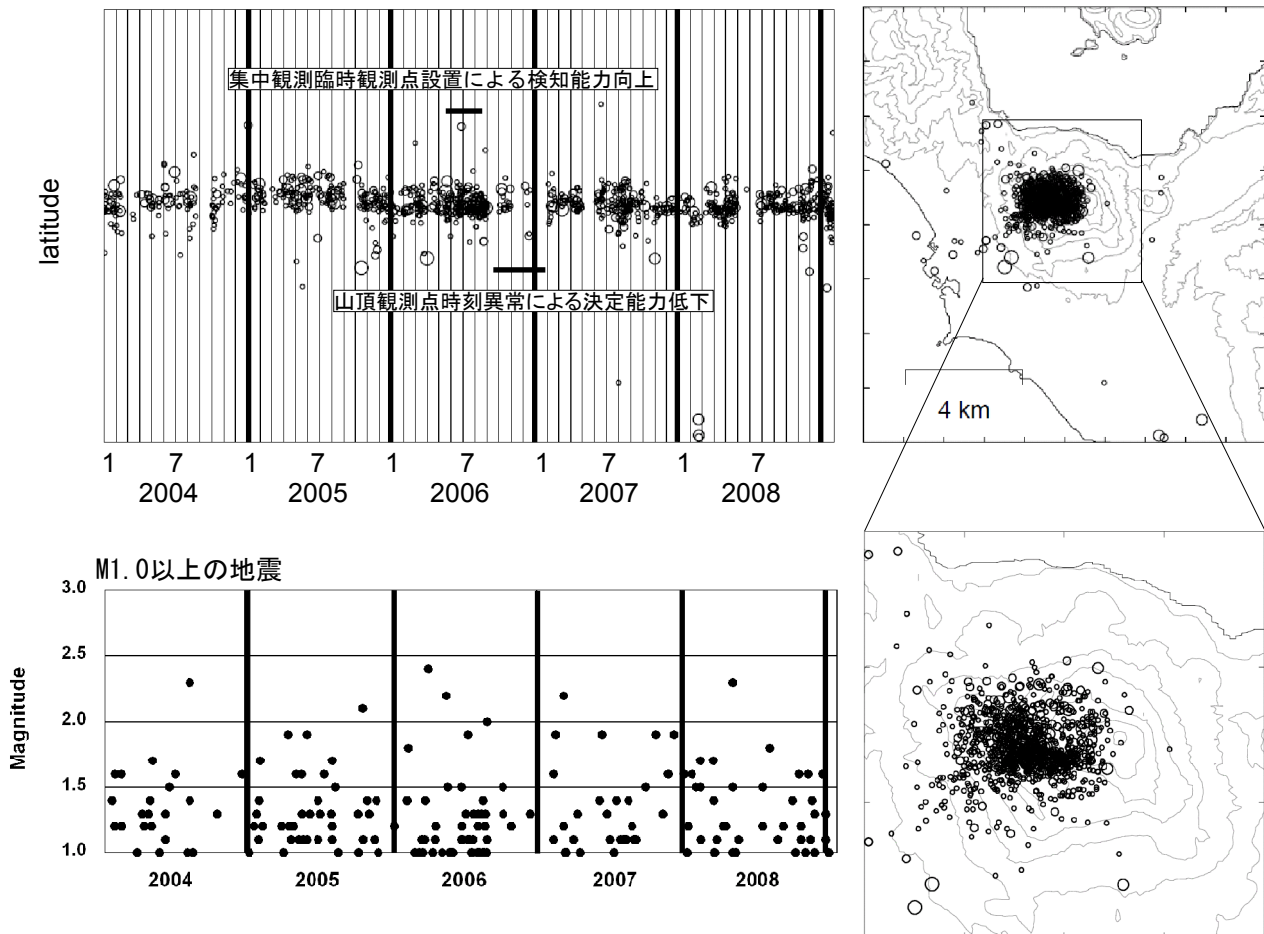 集中観測臨時観測点設置による検知能力向上
latitude
山頂観測点時刻異常による決定能力低下
1 7 1 7 1 7 1 7 1 7
2004 2005 2006 2007 2008
4 km
M1.0以上の地震
3.0
2.5
2.0
1.5
1.0
Magnitude
2004 2005 2006 2007 2008